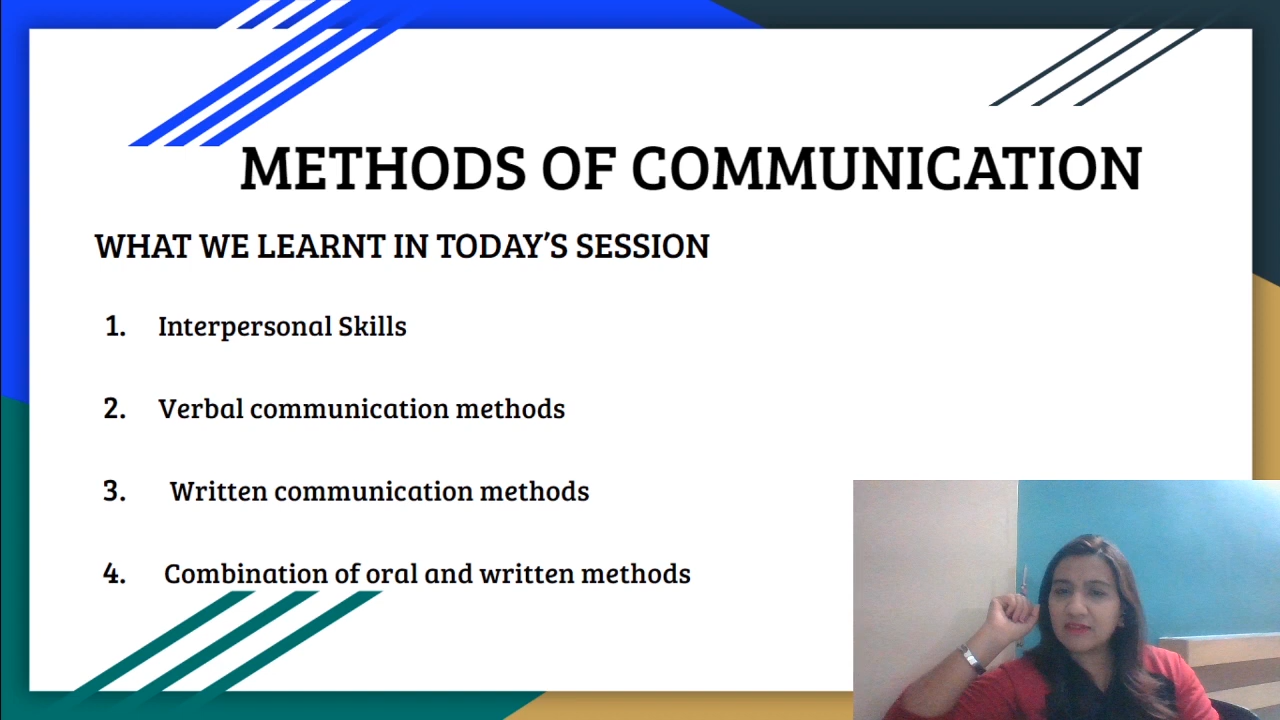 METHODS OF COMMUNICATION
WHAT WE LEARNT IN TODAY’S SESSION
1. Interpersonal Skills
2. Verbal communication methods
3. Written communication methods
4. Combination of oral and written methods